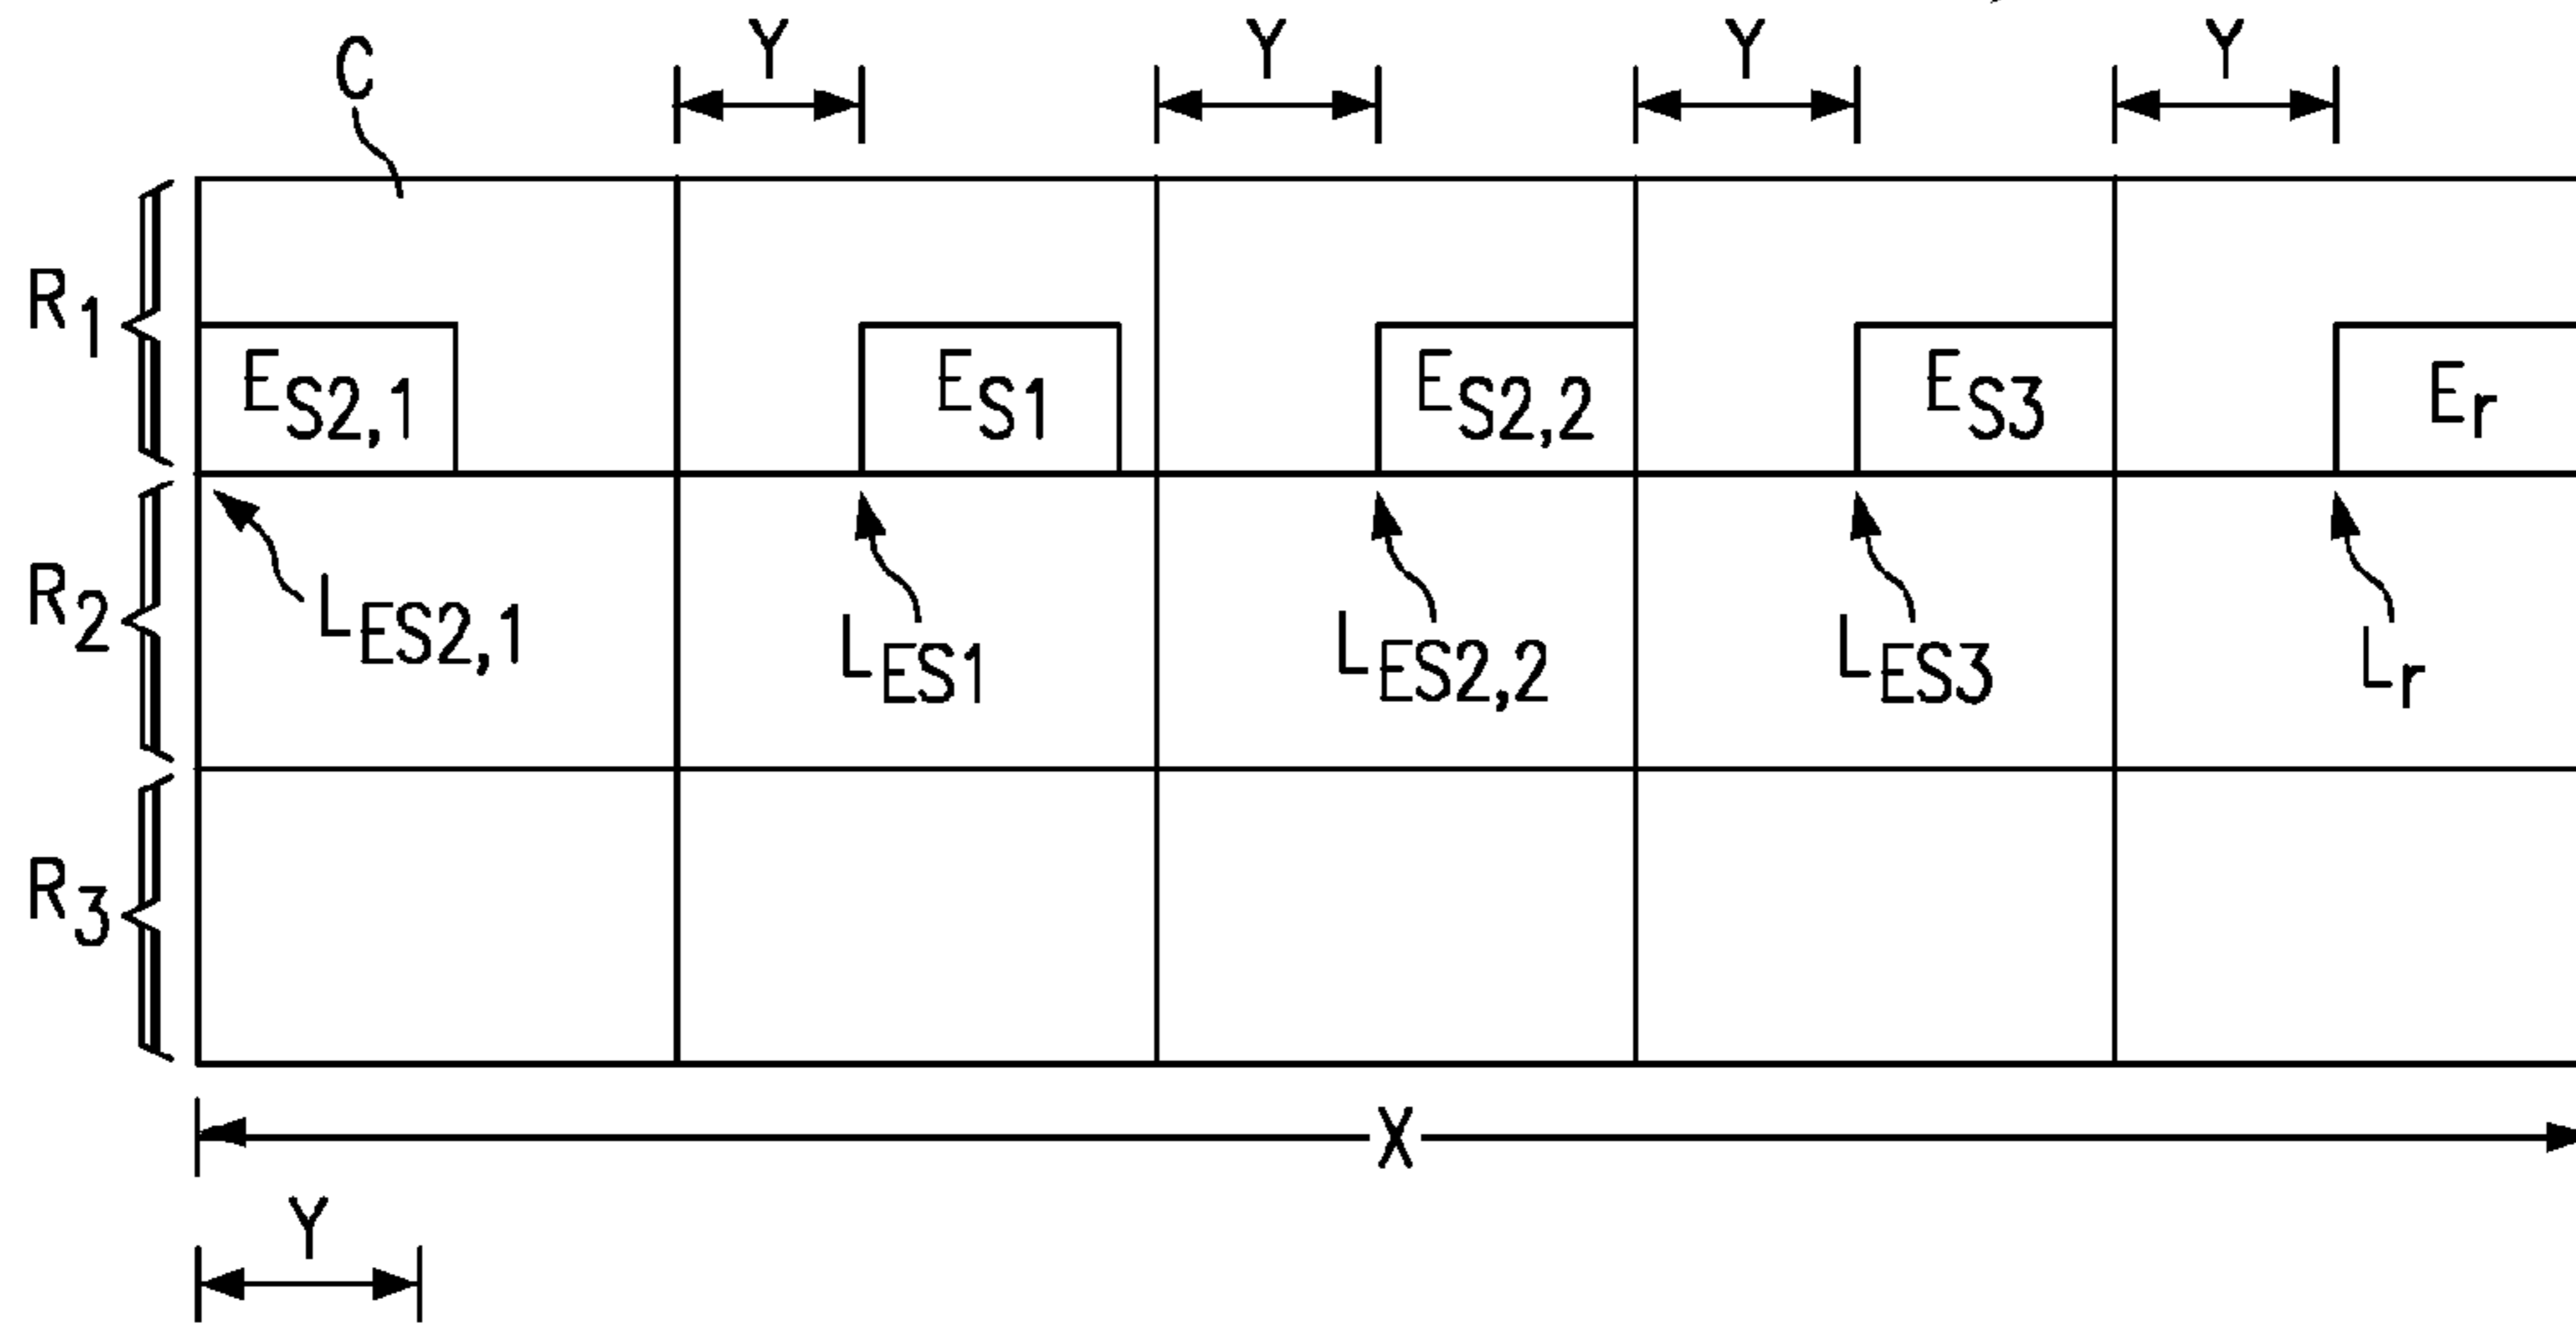 C Y Y Y Y
R1 ES2,1 ES1 ES2,2 ES3 Er
R2 LES2,1 LES1 LES2,2 LES3 Lr
R3
X
Y